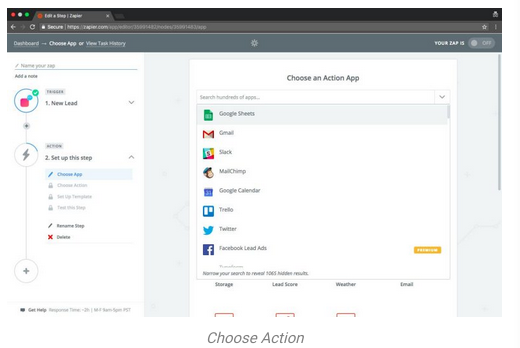 Edit a Step | Zapier
Secure | https://zapier.com/app/editor/
Dashboard → Choose App or View Task History
YOUR ZAP IS OFF
Name your zap
Add a note
TRIGGER
1. New Lead
ACTION
2. Set up this step
Choose App
Choose Action
Set Up Template
Test this Step
Rename Step
Delete
Get Help Response Time: ~2h | M-F 9am-5pm PST
Choose an Action App
Search hundreds of apps...
Google Sheets
Gmail
Slack
MailChimp
Google Calendar
Trello
Twitter
Facebook Lead Ads PREMIUM
Narrow your search to reveal 1065 hidden results.
Storage Lead Score Weather Email
Choose Action